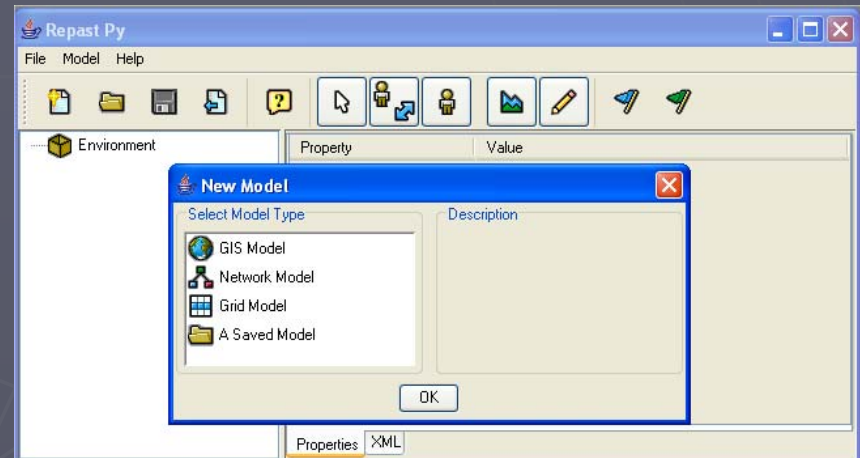 Repast Py
File Model Help
Environment
Property Value
New Model
Select Model Type
Description
GIS Model
Network Model
Grid Model
A Saved Model
OK
Properties XML